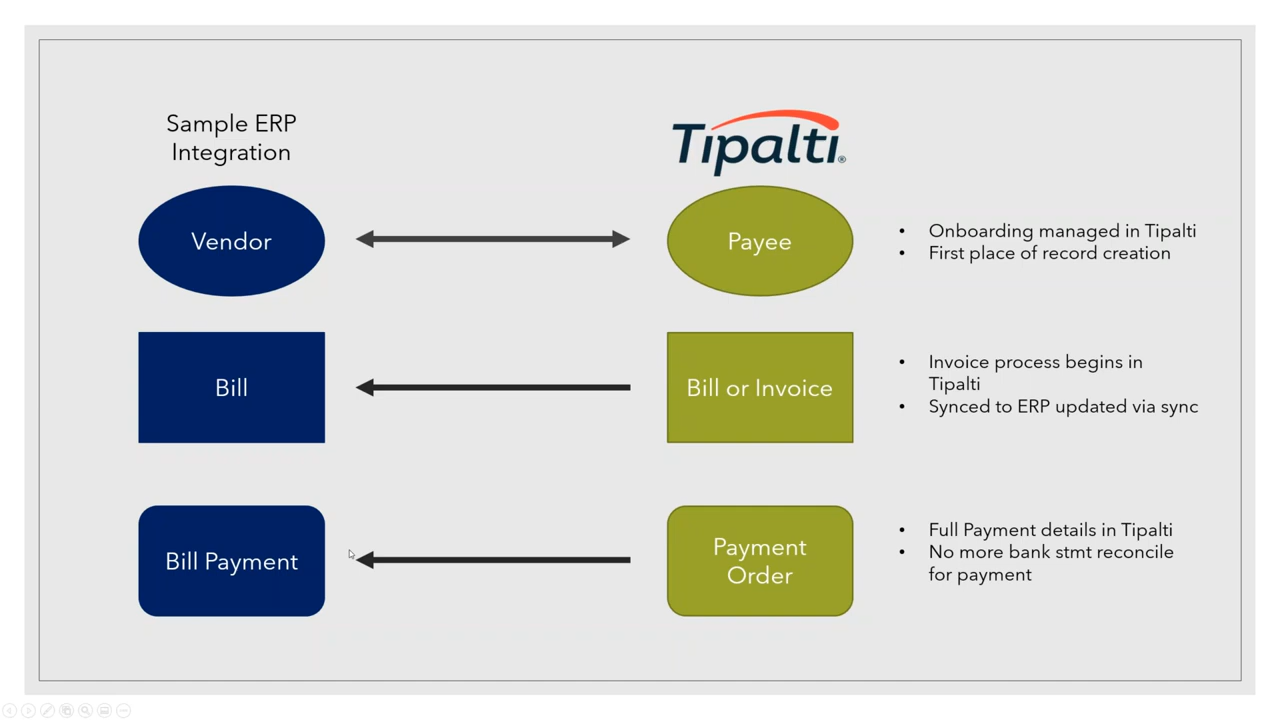 Sample ERP
Integration
Tipalti®
Vendor
Payee
• Onboarding managed in Tipalti
• First place of record creation
Bill
Bill or Invoice
• Invoice process begins in
Tipalti
• Synced to ERP updated via sync
Bill Payment
Payment
Order
• Full Payment details in Tipalti
• No more bank stmt reconcile
for payment